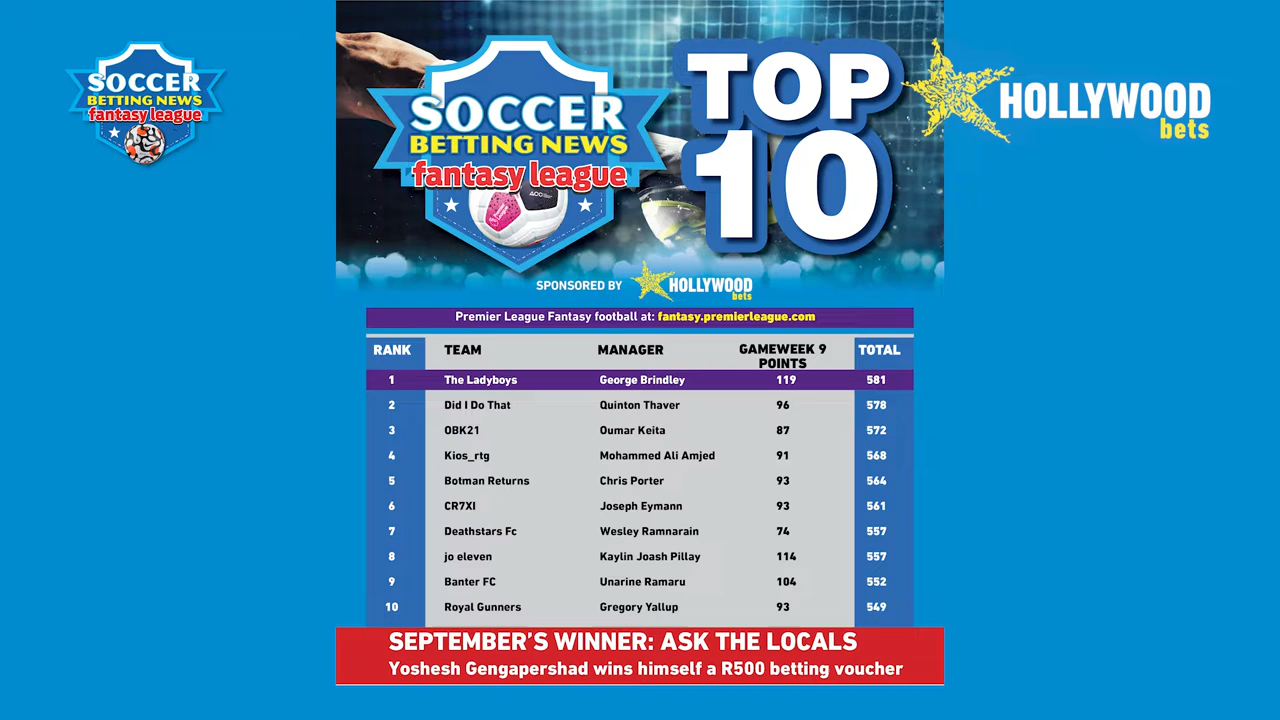 SOCCER
BETTING NEWS
fantasy league
SOCCER
BETTING NEWS
fantasy league
TOP
10
HOLLYWOOD
bets
SPONSORED BY HOLLYWOOD
bets
Premier League Fantasy football at: fantasy.premierleague.com
RANK TEAM MANAGER GAMEWEEK 9 POINTS TOTAL
1 The Ladyboys George Brindley 119 581
2 Did I Do That Quinton Thaver 96 578
3 OBK21 Oumar Keita 87 572
4 Kios_rtg Mohammed Ali Amjed 91 568
5 Botman Returns Chris Porter 93 564
6 CR7XI Joseph Eymann 93 561
7 Deathstars Fc Wesley Ramnarain 74 557
8 jo eleven Kaylin Joash Pillay 114 557
9 Banter FC Unarine Ramaru 104 552
10 Royal Gunners Gregory Yallup 93 549
SEPTEMBER'S WINNER: ASK THE LOCALS
Yoshesh Gengapershad wins himself a R500 betting voucher